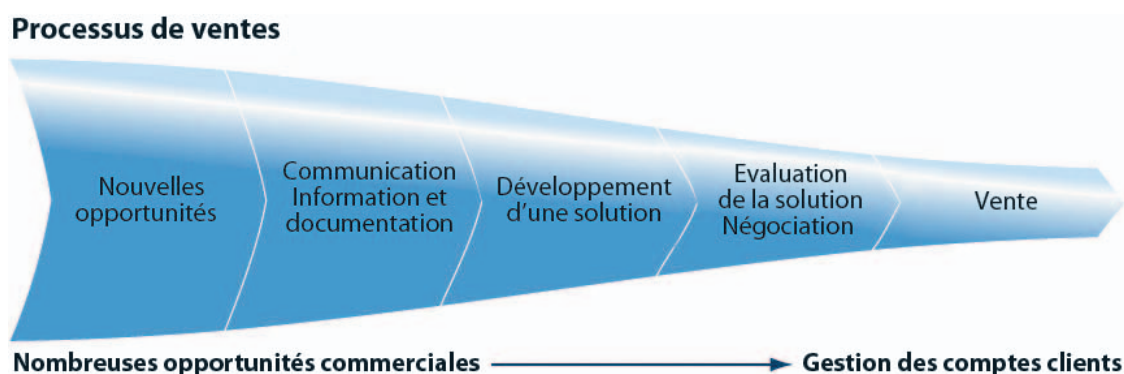 Processus de ventes
Nouvelles
opportunités
Communication
Information et
documentation
Développement
d'une solution
Evaluation
de la solution
Négociation
Vente
Nombreuses opportunités commerciales
Gestion des comptes clients